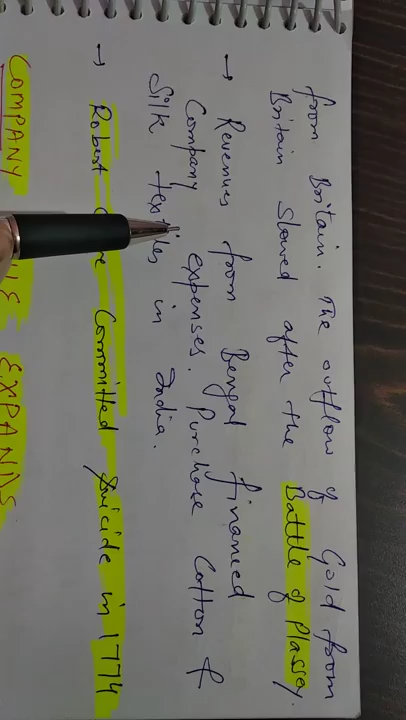 from Britain. The outflow of Gold from
Britain slowed after the Battle of Plassey.
→ Revenues from Bengal financed
Company expenses. Purchase Cotton &
Silk textiles in India.
→ Robert Committed Suicide in 1774
COMPANY EXPANDS